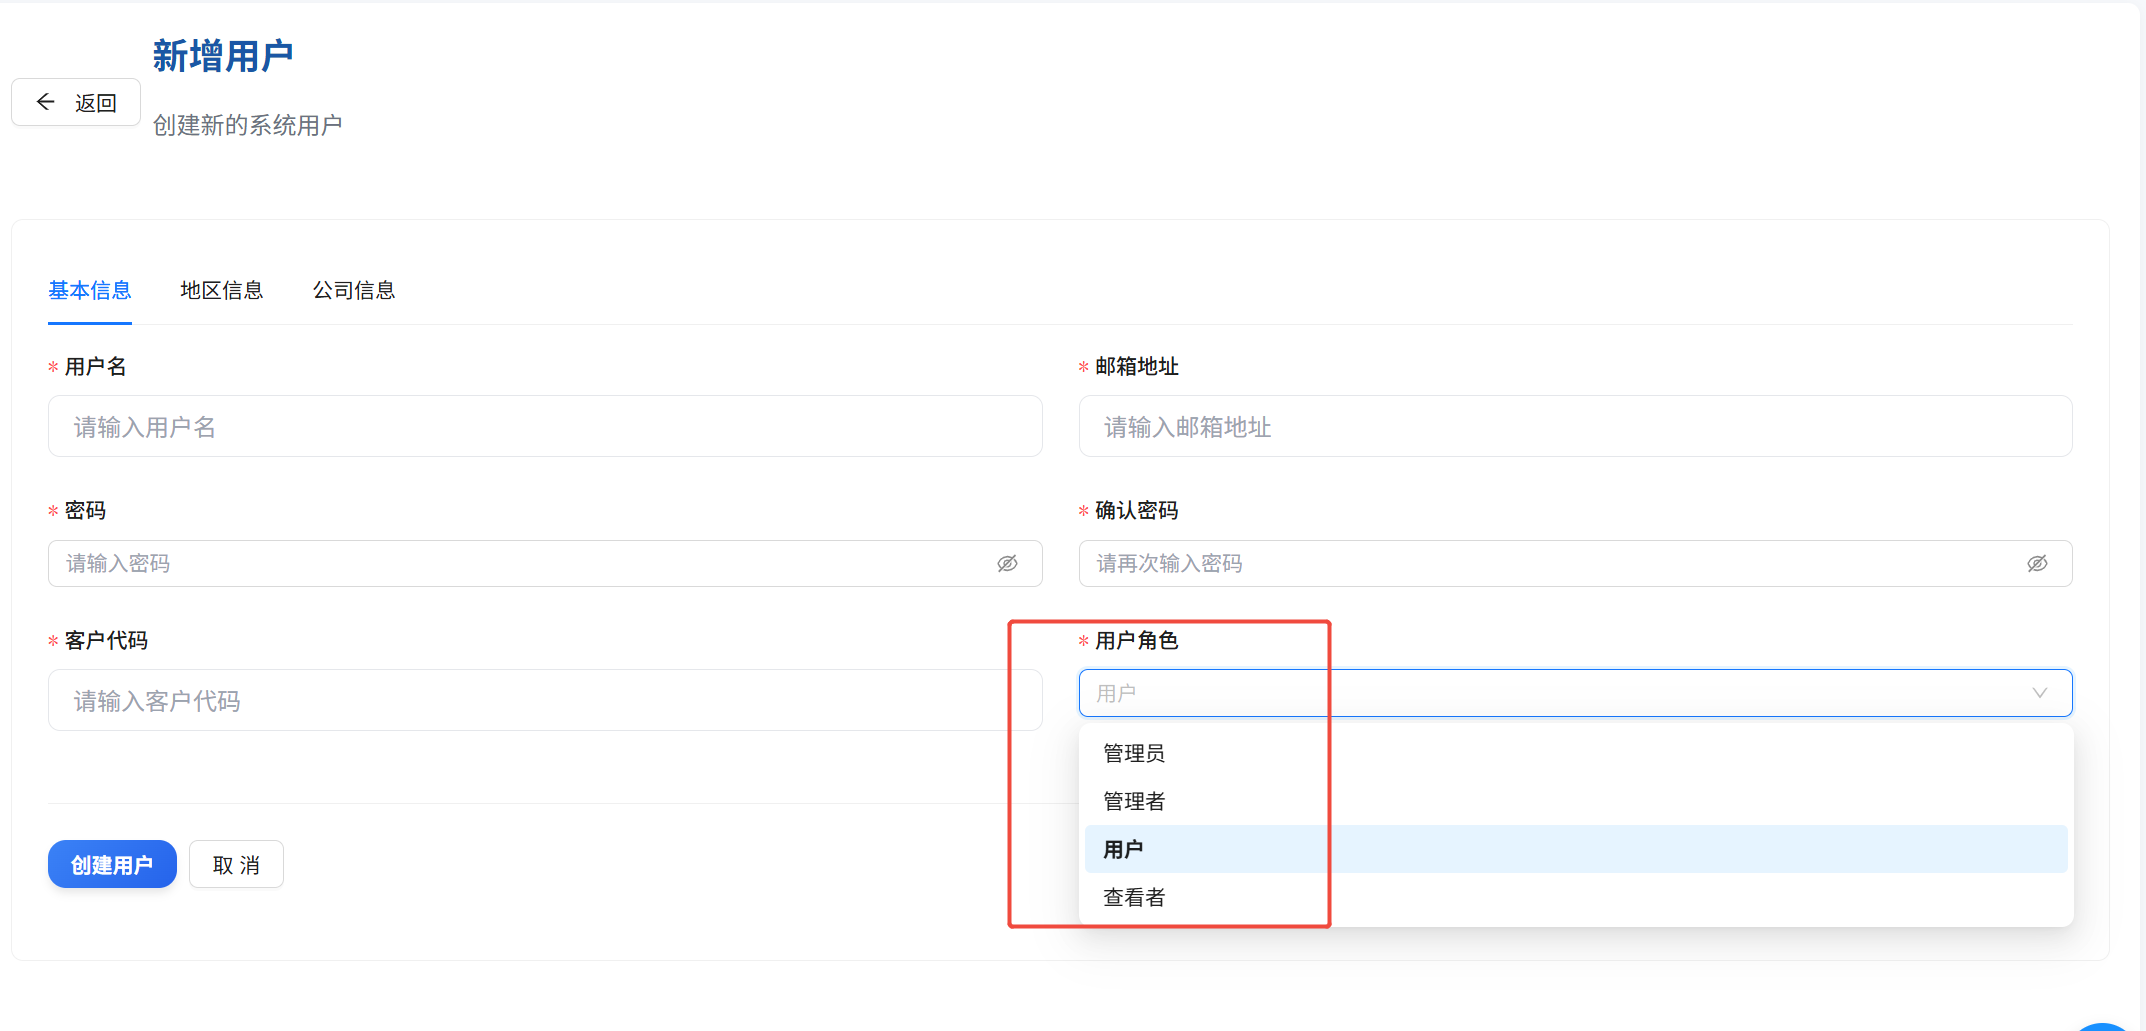 新增用户
返回
创建新的系统用户
基本信息 地区信息 公司信息
* 用户名
请输入用户名
* 邮箱地址
请输入邮箱地址
* 密码
请输入密码
* 确认密码
请再次输入密码
* 客户代码
请输入客户代码
* 用户角色
用户
管理员
管理者
用户
查看者
创建用户 取 消